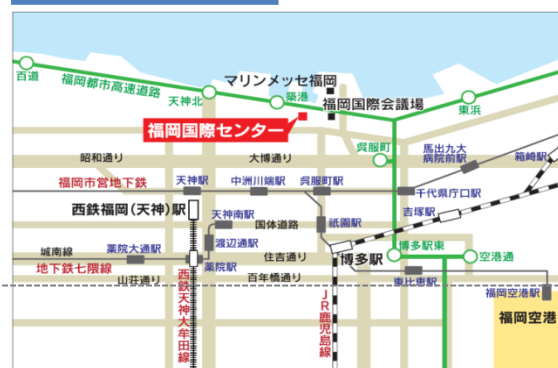 マリンメッセ福岡
百道
福岡都市高速道路
天神北
築港
福岡国際会議場
東浜
福岡国際センター
呉服町
馬出九大
病院前駅
箱崎駅
昭和通り
大博通り
福岡市営地下鉄
天神駅
中洲川端駅
呉服町駅
千代県庁口駅
西鉄福岡(天神)駅
天神南駅
国体道路
祇園駅
吉塚駅
城南線
薬院大通駅
渡辺通駅
住吉通り
博多駅
博多駅東
空港通
地下鉄七隈線
薬院駅
山荘通り
百年橋通り
東比恵駅
福岡空港駅
西鉄天神大牟田線
JR鹿児島線
福岡空港